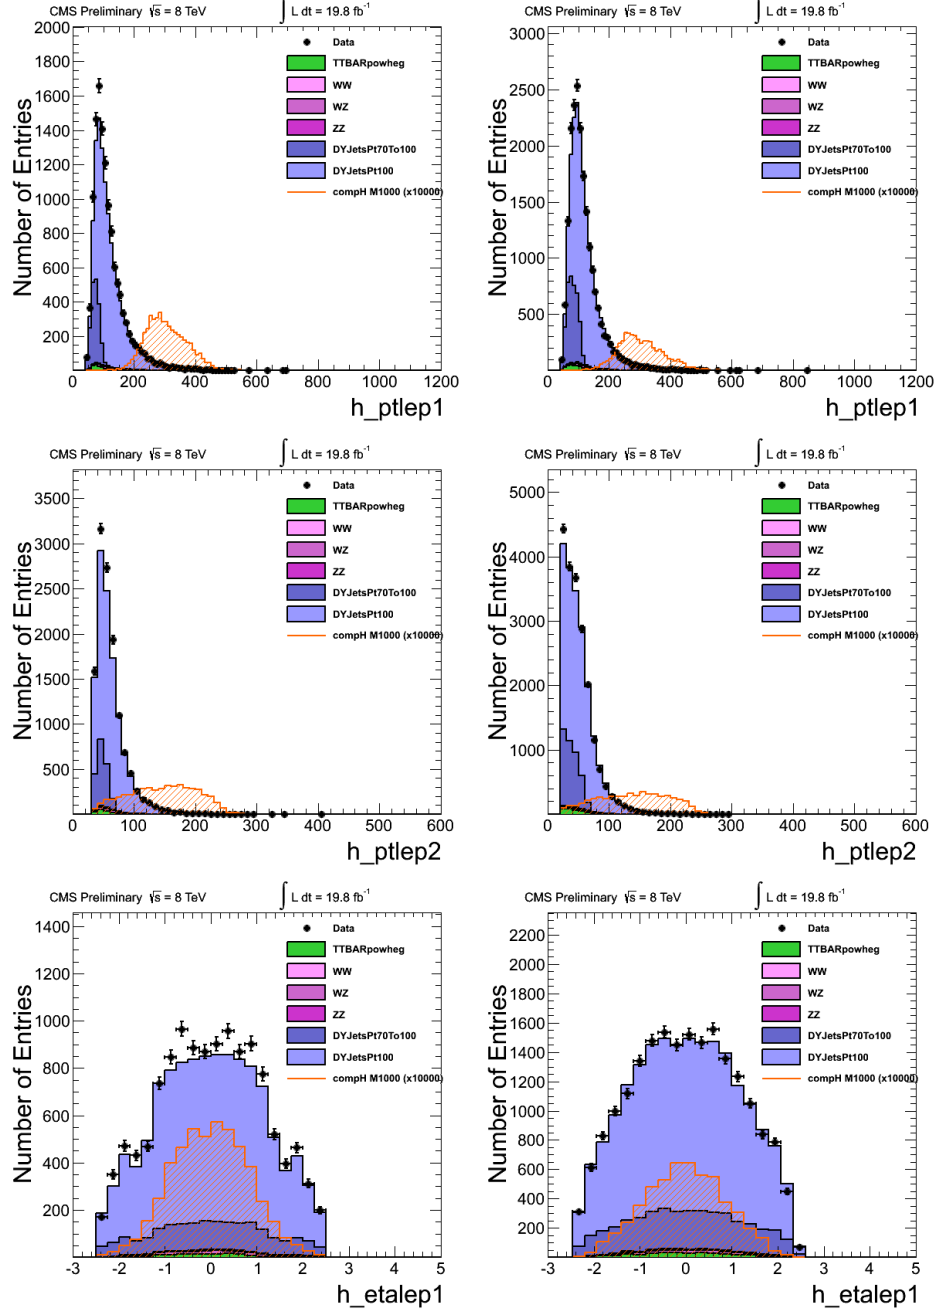 CMS Preliminary √s = 8 TeV ∫ L dt = 19.8 fb⁻¹
Number of Entries
2000
1800
1600
1400
1200
1000
800
600
400
200
0 200 400 600 800 1000 1200
h_ptlep1
Data
TTBARpowheg
WW
WZ
ZZ
DYJetsPt70To100
DYJetsPt100
compH M1000 (x10000)
CMS Preliminary √s = 8 TeV ∫ L dt = 19.8 fb⁻¹
Number of Entries
3000
2500
2000
1500
1000
500
0 200 400 600 800 1000 1200
h_ptlep1
Data
TTBARpowheg
WW
WZ
ZZ
DYJetsPt70To100
DYJetsPt100
compH M1000 (x10000)
CMS Preliminary √s = 8 TeV ∫ L dt = 19.8 fb⁻¹
Number of Entries
3500
3000
2500
2000
1500
1000
500
0 100 200 300 400 500 600
h_ptlep2
Data
TTBARpowheg
WW
WZ
ZZ
DYJetsPt70To100
DYJetsPt100
compH M1000 (x10000)
CMS Preliminary √s = 8 TeV ∫ L dt = 19.8 fb⁻¹
Number of Entries
5000
4000
3000
2000
1000
0 100 200 300 400 500 600
h_ptlep2
Data
TTBARpowheg
WW
WZ
ZZ
DYJetsPt70To100
DYJetsPt100
compH M1000 (x10000)
CMS Preliminary √s = 8 TeV ∫ L dt = 19.8 fb⁻¹
Number of Entries
1400
1200
1000
800
600
400
200
-3 -2 -1 0 1 2 3 4 5
h_etalep1
Data
TTBARpowheg
WW
WZ
ZZ
DYJetsPt70To100
DYJetsPt100
compH M1000 (x10000)
CMS Preliminary √s = 8 TeV ∫ L dt = 19.8 fb⁻¹
Number of Entries
2200
2000
1800
1600
1400
1200
1000
800
600
400
200
-3 -2 -1 0 1 2 3 4 5
h_etalep1
Data
TTBARpowheg
WW
WZ
ZZ
DYJetsPt70To100
DYJetsPt100
compH M1000 (x10000)